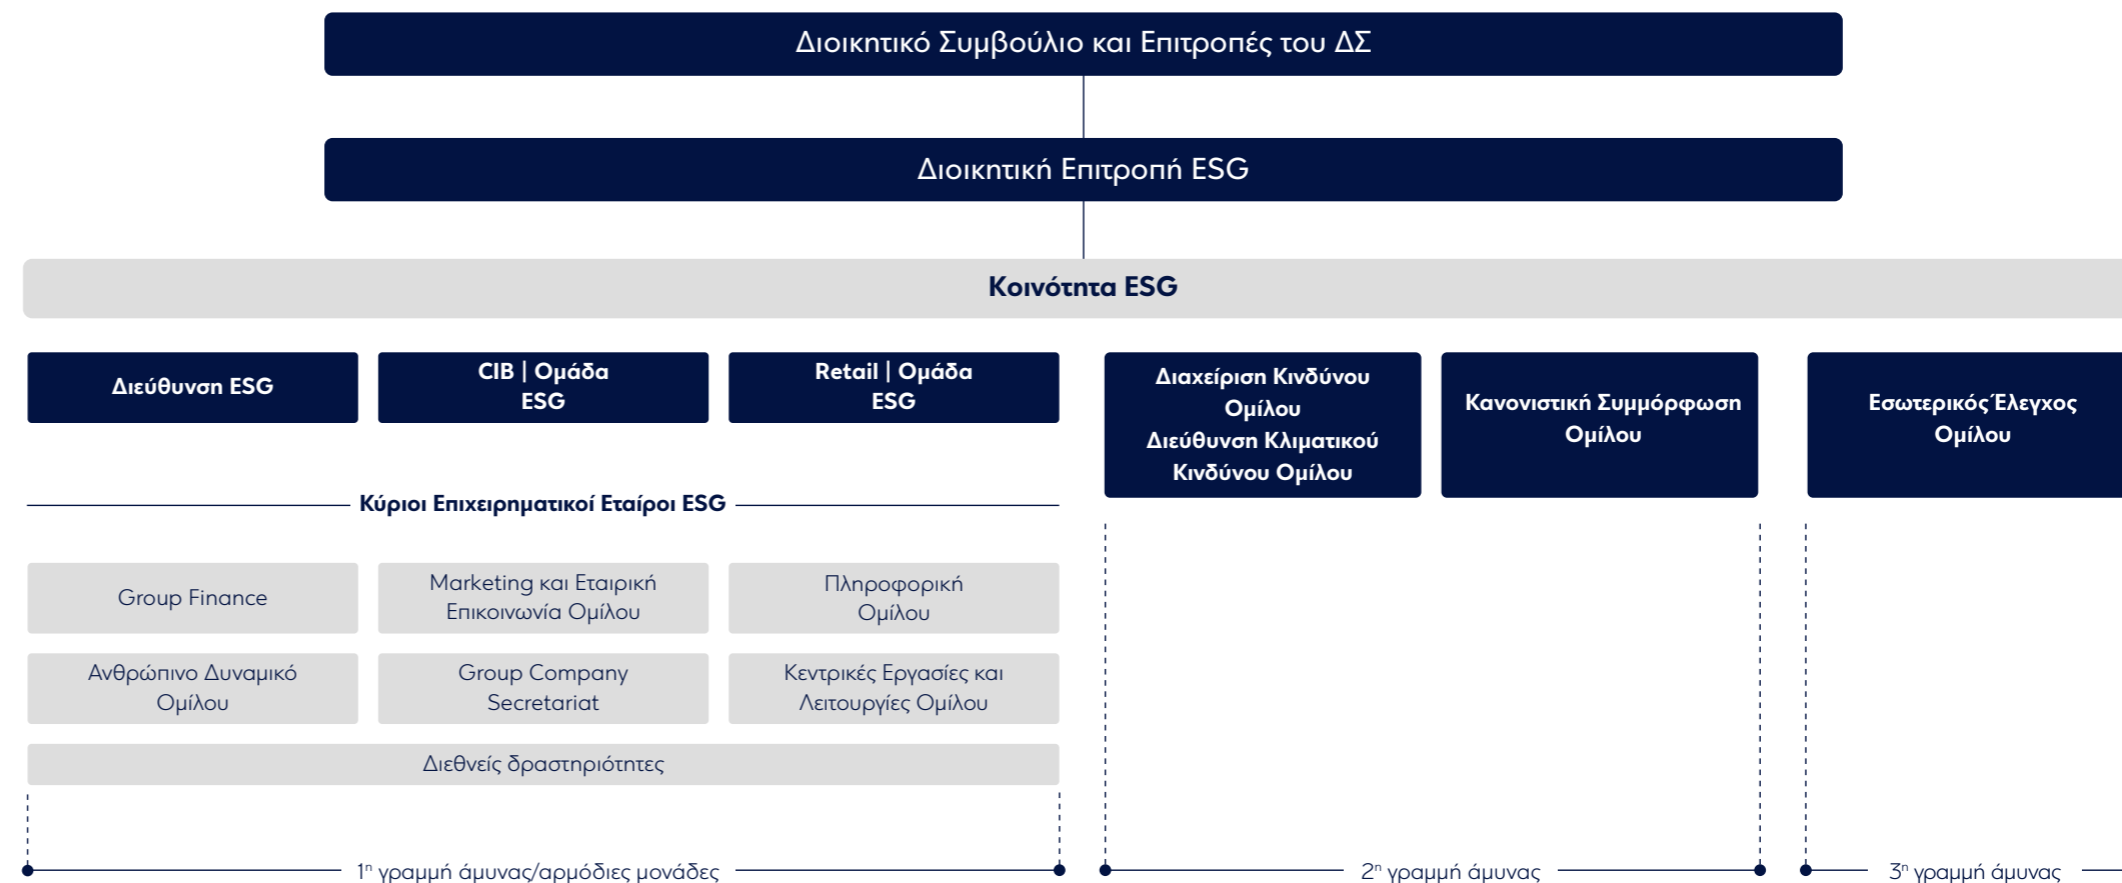 Διοικητικό Συμβούλιο και Επιτροπές του ΔΣ
Διοικητική Επιτροπή ESG
Κοινότητα ESG
Διεύθυνση ESG
CIB | Ομάδα
ESG
Retail | Ομάδα
ESG
Διαχείριση Κινδύνου
Ομίλου
Διεύθυνση Κλιματικού
Κινδύνου Ομίλου
Κανονιστική Συμμόρφωση
Ομίλου
Εσωτερικός Έλεγχος
Ομίλου
Κύριοι Επιχειρηματικοί Εταίροι ESG
Group Finance
Marketing και Εταιρική
Επικοινωνία Ομίλου
Πληροφορική
Ομίλου
Ανθρώπινο Δυναμικό
Ομίλου
Group Company
Secretariat
Κεντρικές Εργασίες και
Λειτουργίες Ομίλου
Διεθνείς δραστηριότητες
1η γραμμή άμυνας/αρμόδιες μονάδες
2η γραμμή άμυνας
3η γραμμή άμυνας